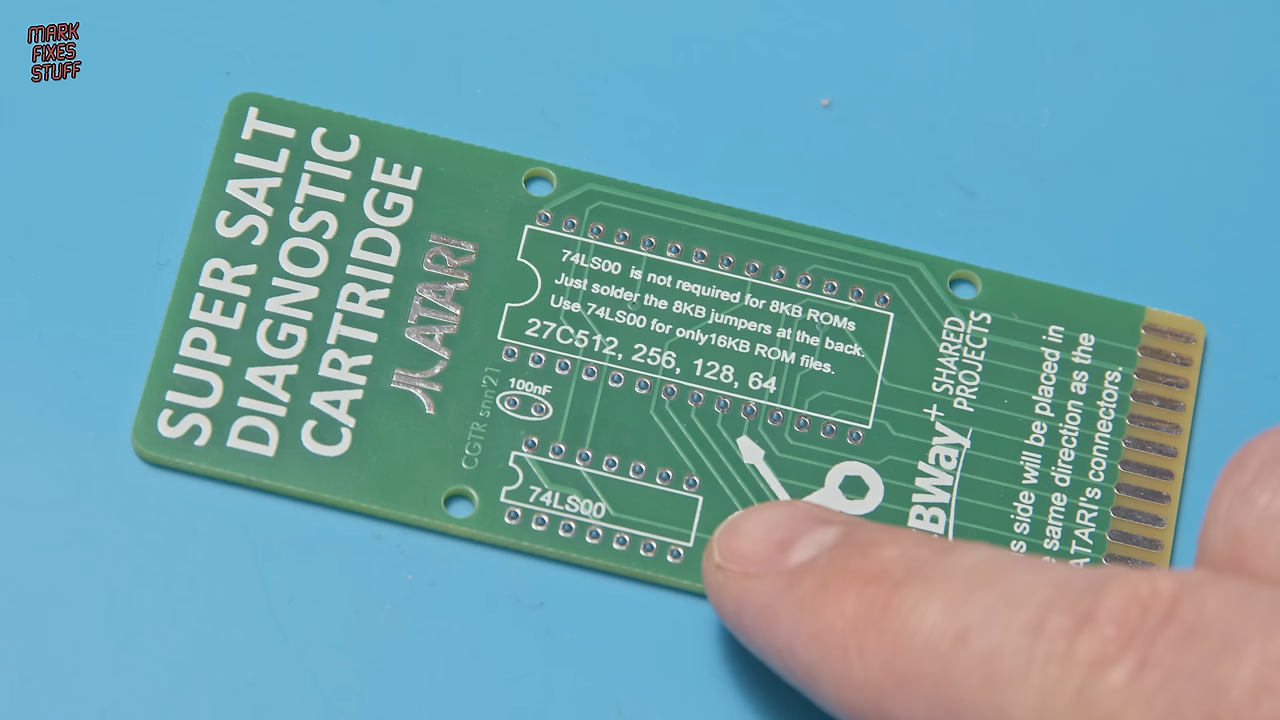 MARK
FIXES
STUFF
SUPER SALT
DIAGNOSTIC
CARTRIDGE
ATARI
CGTR snn'21
74LS00 is not required for 8KB ROMs
Just solder the 8KB jumpers at the back.
Use 74LS00 for only16KB ROM files.
27C512, 256, 128, 64
100nF
74LS00
BWay+
SHARED
PROJECTS
side will be placed in
same direction as the
ATARI's connectors.